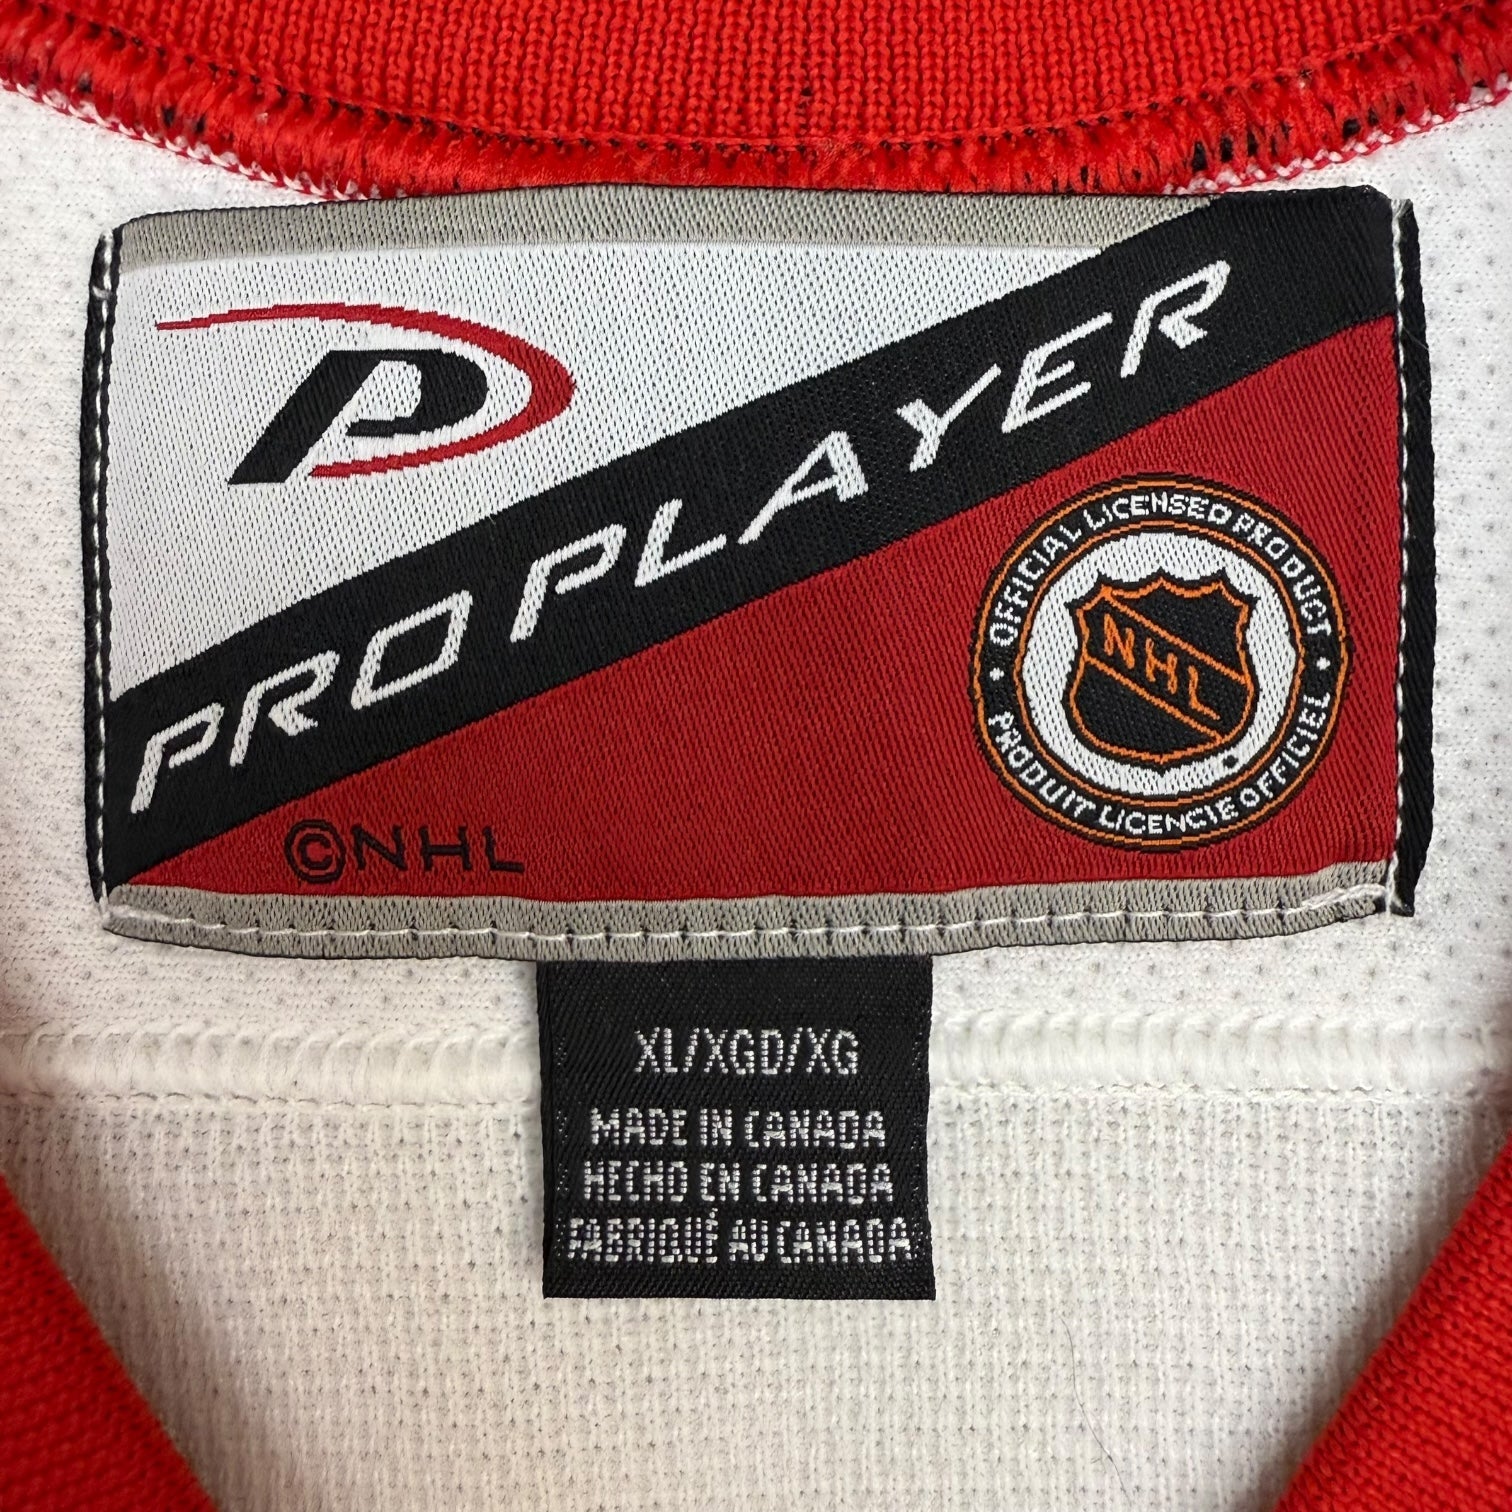 P
PRO PLAYER
OFFICIAL LICENSED PRODUCT
NHL
PRODUIT LICENCIE OFFICIEL
©NHL
XL/XGD/XG
MADE IN CANADA
HECHO EN CANADA
FABRIQUÉ AU CANADA